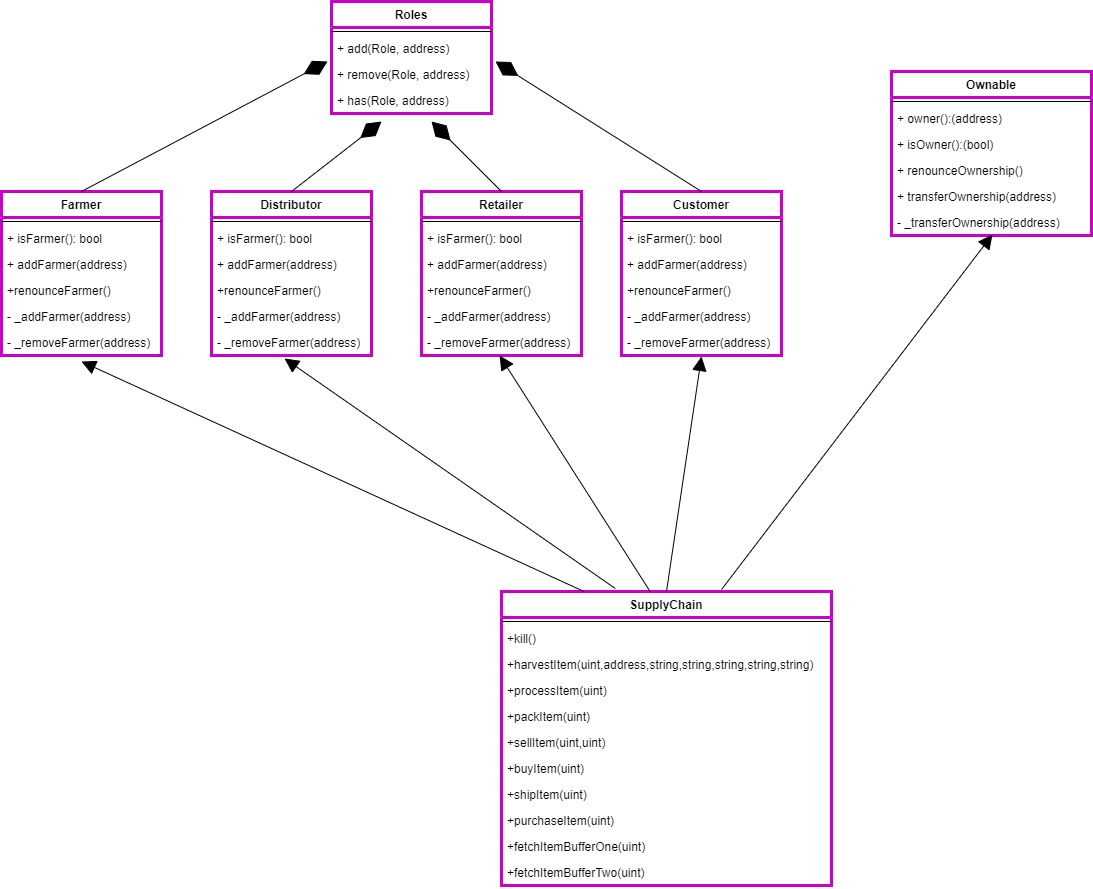 Roles
+ add(Role, address)
+ remove(Role, address)
+ has(Role, address)
Ownable
+ owner():(address)
+ isOwner():(bool)
+ renounceOwnership()
+ transferOwnership(address)
- _transferOwnership(address)
Farmer
+ isFarmer(): bool
+ addFarmer(address)
+renounceFarmer()
- _addFarmer(address)
- _removeFarmer(address)
Distributor
+ isFarmer(): bool
+ addFarmer(address)
+renounceFarmer()
- _addFarmer(address)
- _removeFarmer(address)
Retailer
+ isFarmer(): bool
+ addFarmer(address)
+renounceFarmer()
- _addFarmer(address)
- _removeFarmer(address)
Customer
+ isFarmer(): bool
+ addFarmer(address)
+renounceFarmer()
- _addFarmer(address)
- _removeFarmer(address)
SupplyChain
+kill()
+harvestItem(uint,address,string,string,string,string,string)
+processItem(uint)
+packItem(uint)
+sellItem(uint,uint)
+buyItem(uint)
+shipItem(uint)
+purchaseItem(uint)
+fetchItemBufferOne(uint)
+fetchItemBufferTwo(uint)